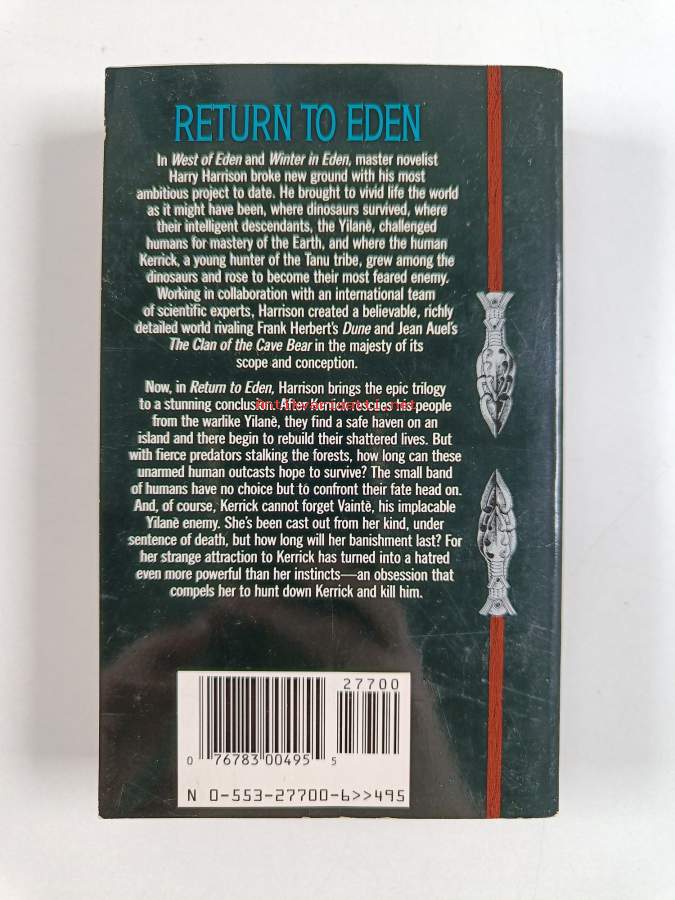 RETURN TO EDEN
In West of Eden and Winter in Eden, master novelist
Harry Harrison broke new ground with his most
ambitious project to date. He brought to vivid life the world
as it might have been, where dinosaurs survived, where
their intelligent descendants, the Yilanè, challenged
humans for mastery of the Earth, and where the human
Kerrick, a young hunter of the Tanu tribe, grew among the
dinosaurs and rose to become their most feared enemy.
Working in collaboration with an international team
of scientific experts, Harrison created a believable, richly
detailed world rivaling Frank Herbert's Dune and Jean Auel's
The Clan of the Cave Bear in the majesty of its
scope and conception.
Now, in Return to Eden, Harrison brings the epic trilogy
to a stunning conclusion. After Kerrick rescues his people
from the warlike Yilanè, they find a safe haven on an
island and there begin to rebuild their shattered lives. But
with fierce predators stalking the forests, how long can these
unarmed human outcasts hope to survive? The small band
of humans have no choice but to confront their fate head on.
And, of course, Kerrick cannot forget Vaintè, his implacable
Yilanè enemy. She's been cast out from her kind, under
sentence of death, but how long will her banishment last? For
her strange attraction to Kerrick has turned into a hatred
even more powerful than her instincts—an obsession that
compels her to hunt down Kerrick and kill him.
27700
0 76783 00495 5
N 0-553-27700-6>>495